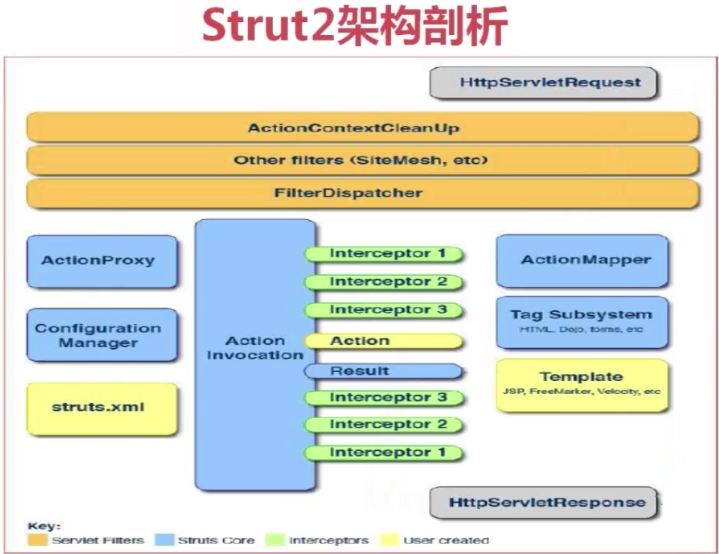 Strut2架构剖析
HttpServletRequest
ActionContextCleanUp
Other filters (SiteMesh, etc)
FilterDispatcher
ActionProxy
Configuration
Manager
struts.xml
Action
Invocation
Interceptor 1
Interceptor 2
Interceptor 3
Action
Result
Interceptor 3
Interceptor 2
Interceptor 1
ActionMapper
Tag Subsystem
HTML, Dojo, forms, etc
Template
JSP, FreeMarker, Velocity, etc
HttpServletResponse
Key:
Servlet Filters
Struts Core
Interceptors
User created